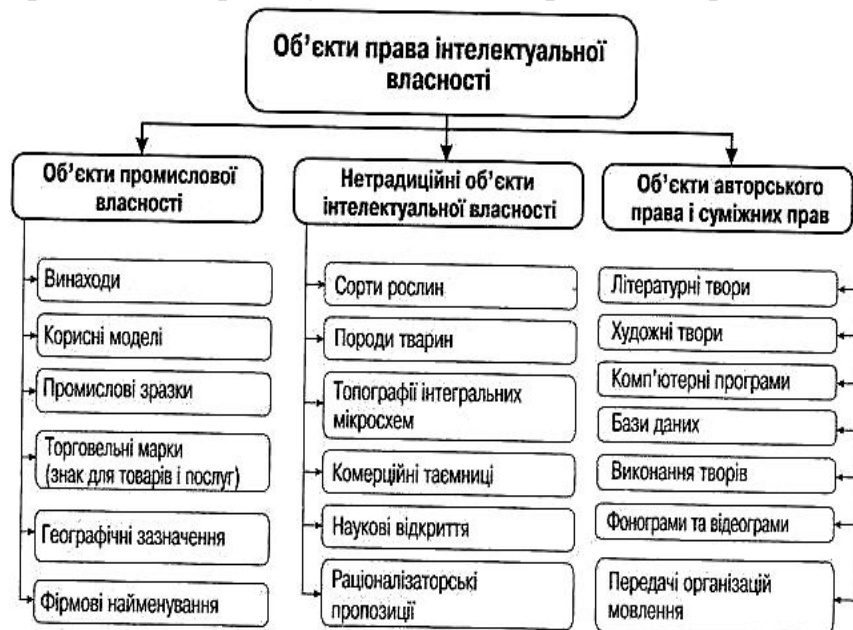 Об’єкти права інтелектуальної
власності
Об’єкти промислової
власності
Винаходи
Корисні моделі
Промислові зразки
Торговельні марки
(знак для товарів і послуг)
Географічні зазначення
Фірмові найменування
Нетрадиційні об’єкти
інтелектуальної власності
Сорти рослин
Породи тварин
Топографії інтегральних
мікросхем
Комерційні таємниці
Наукові відкриття
Раціоналізаторські
пропозиції
Об’єкти авторського
права і суміжних прав
Літературні твори
Художні твори
Комп’ютерні програми
Бази даних
Виконання творів
Фонограми та відеограми
Передачі організацій
мовлення